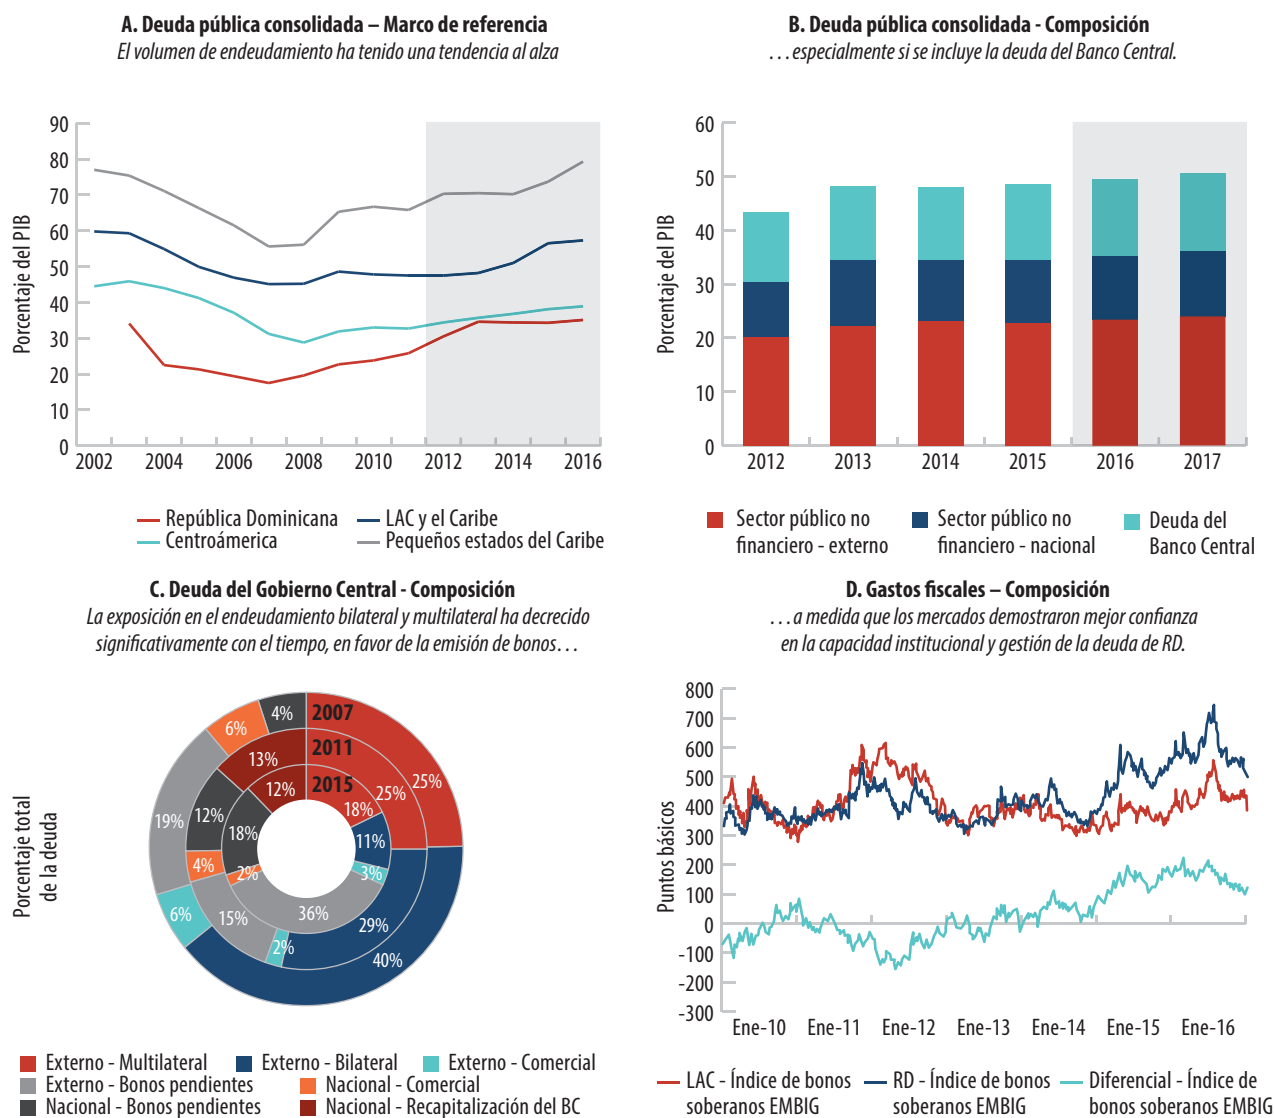 A. Deuda pública consolidada – Marco de referencia
El volumen de endeudamiento ha tenido una tendencia al alza
Porcentaje del PIB
90
80
70
60
50
40
30
20
10
0
2002 2004 2006 2008 2010 2012 2014 2016
República Dominicana
LAC y el Caribe
Centroámerica
Pequeños estados del Caribe
B. Deuda pública consolidada - Composición
…especialmente si se incluye la deuda del Banco Central.
Porcentaje del PIB
60
50
40
30
20
10
0
2012 2013 2014 2015 2016 2017
Sector público no
financiero - externo
Sector público no
financiero - nacional
Deuda del
Banco Central
C. Deuda del Gobierno Central - Composición
La exposición en el endeudamiento bilateral y multilateral ha decrecido
significativamente con el tiempo, en favor de la emisión de bonos…
Porcentaje total
de la deuda
2007
25%
40%
6%
19%
6%
4%
2011
25%
29%
2%
15%
4%
12%
13%
2015
18%
11%
3%
36%
2%
18%
12%
Externo - Multilateral
Externo - Bilateral
Externo - Comercial
Externo - Bonos pendientes
Nacional - Comercial
Nacional - Bonos pendientes
Nacional - Recapitalización del BC
D. Gastos fiscales – Composición
…a medida que los mercados demostraron mejor confianza
en la capacidad institucional y gestión de la deuda de RD.
Puntos básicos
800
700
600
500
400
300
200
100
0
-100
-200
-300
Ene-10 Ene-11 Ene-12 Ene-13 Ene-14 Ene-15 Ene-16
LAC - Índice de bonos
soberanos EMBIG
RD - Índice de bonos
soberanos EMBIG
Diferencial - Índice de
bonos soberanos EMBIG